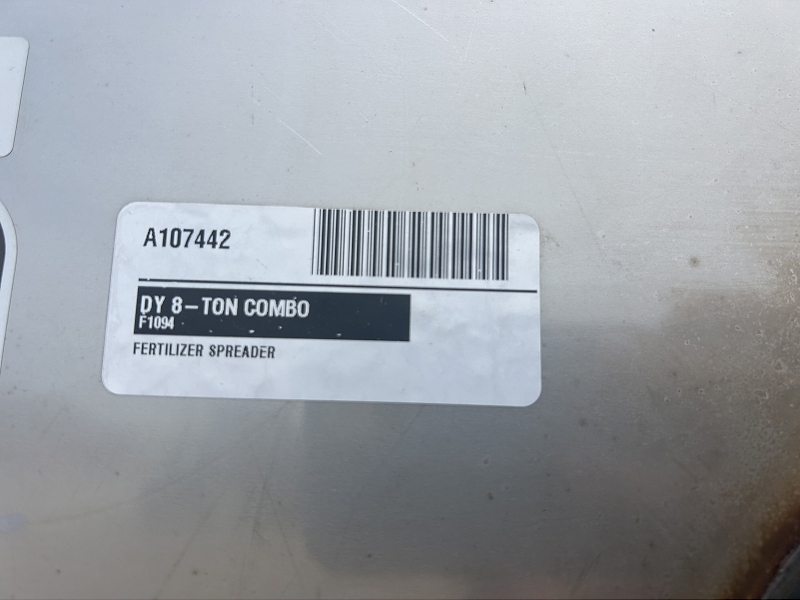 A107442
DY 8-TON COMBO
F1094
FERTILIZER SPREADER